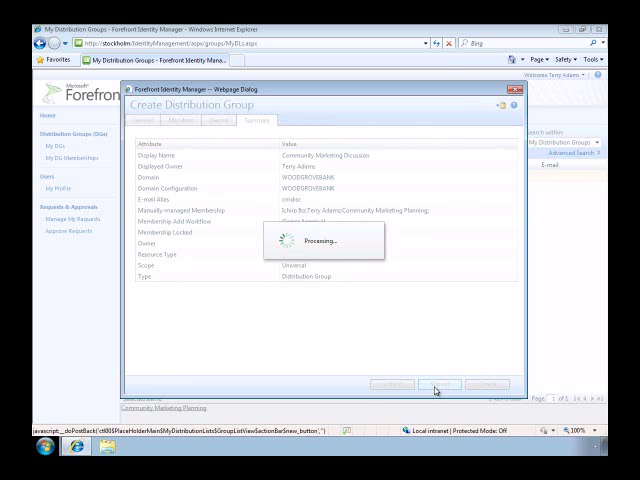 My Distribution Groups - Forefront Identity Manager - Windows Internet Explorer
http://stockholm/IdentityManagement/aspx/groups/MyDLs.aspx
Bing
Favorites
My Distribution Groups - Forefront Identity Mana...
Page
Safety
Tools
Welcome Terry Adams
Microsoft
Forefron
Forefront Identity Manager -- Webpage Dialog
Create Distribution Group
General
Members
Owners
Summary
Home
Distribution Groups (DGs)
My DGs
My DG Memberships
Users
My Profile
Requests & Approvals
Manage My Requests
Approve Requests
Search within
My Distribution Groups
Advanced Search
E-mail
Attribute Value
Display Name Community Marketing Dicussion
Displayed Owner Terry Adams
Domain WOODGROVEBANK
Domain Configuration WOODGROVEBANK
E-mail Alias cmdisc
Manually-managed Membership Ichiro Ito;Terry Adams;Community Marketing Planning;
Membership Add Workflow
Membership Locked
Owner
Resource Type
Scope Universal
Type Distribution Group
Processing...
Page 1 of 1
Community Marketing Planning
javascript:__doPostBack('ctl00$PlaceHolderMain$MyDistributionLists$GroupListView$actionBar$new_button','')
Local intranet | Protected Mode: Off
100%